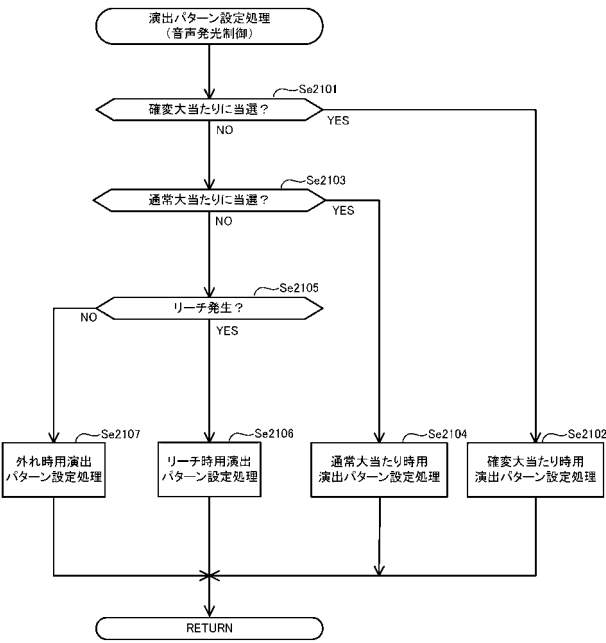 演出パターン設定処理
（音声発光制御）
Se2101
確変大当たりに当選？
YES
NO
Se2103
通常大当たりに当選？
YES
NO
Se2105
リーチ発生？
NO
YES
Se2107
外れ時用演出
パターン設定処理
Se2106
リーチ時用演出
パターン設定処理
Se2104
通常大当たり時用
演出パターン設定処理
Se2102
確変大当たり時用
演出パターン設定処理
RETURN